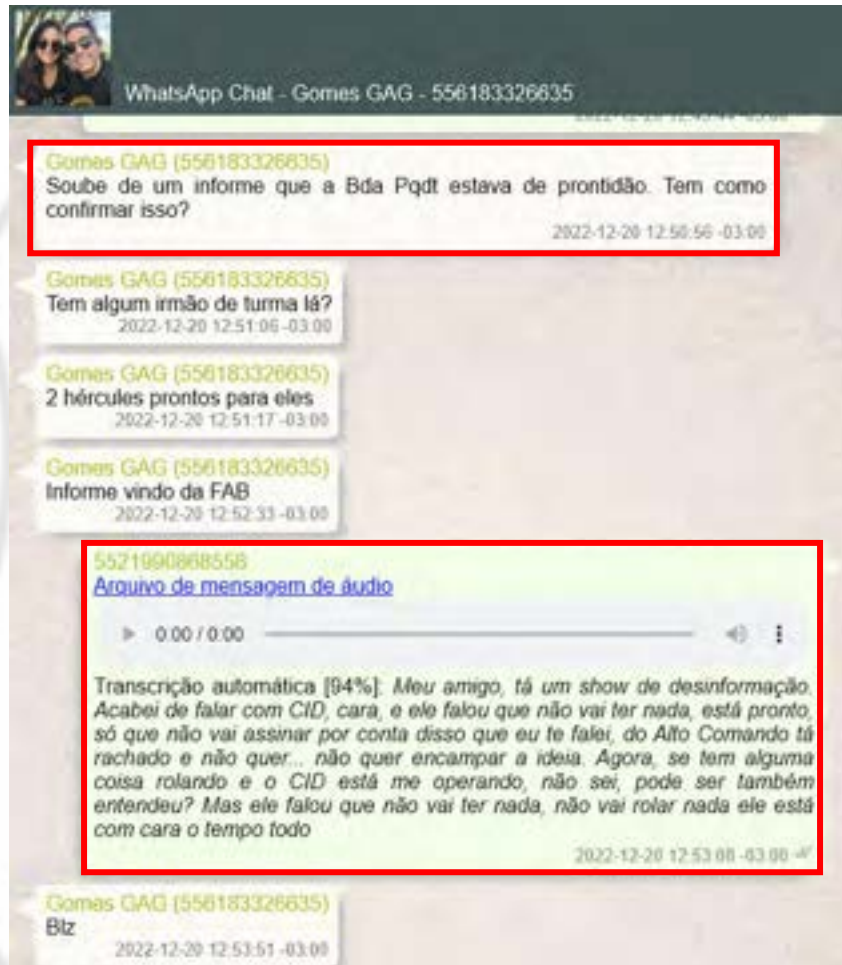 WhatsApp Chat - Gomes GAG - 556183326635
Gomes GAG (556183326635)
Soube de um informe que a Bda Pqdt estava de prontidão. Tem como
confirmar isso?
2022-12-20 12:50:56 -03:00
Gomes GAG (556183326635)
Tem algum irmão de turma lá?
2022-12-20 12:51:06 -03:00
Gomes GAG (556183326635)
2 hércules prontos para eles
2022-12-20 12:51:17 -03:00
Gomes GAG (556183326635)
Informe vindo da FAB
2022-12-20 12:52:33 -03:00
5521990868558
Arquivo de mensagem de áudio
0:00 / 0:00
Transcrição automática [94%]: Meu amigo, tá um show de desinformação.
Acabei de falar com CID, cara, e ele falou que não vai ter nada, está pronto,
só que não vai assinar por conta disso que eu te falei, do Alto Comando tá
rachado e não quer... não quer encampar a ideia. Agora, se tem alguma
coisa rolando e o CID está me operando, não sei, pode ser também
entendeu? Mas ele falou que não vai ter nada, não vai rolar nada ele está
com cara o tempo todo
2022-12-20 12:53:08 -03:00
Gomes GAG (556183326635)
Blz
2022-12-20 12:53:51 -03:00